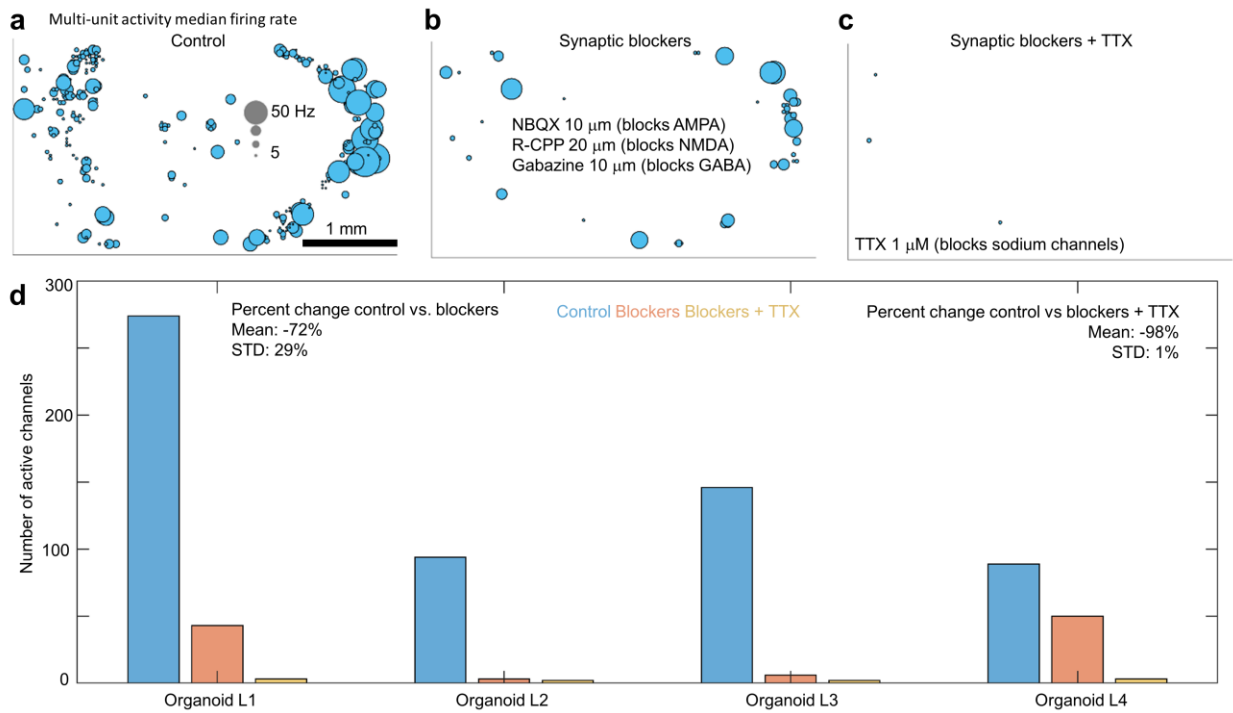 a
Multi-unit activity median firing rate
Control
50 Hz
5
1 mm
b
Synaptic blockers
NBQX 10 μm (blocks AMPA)
R-CPP 20 μm (blocks NMDA)
Gabazine 10 μm (blocks GABA)
c
Synaptic blockers + TTX
TTX 1 μM (blocks sodium channels)
d
Percent change control vs. blockers
Mean: -72%
STD: 29%
Control Blockers Blockers + TTX
Percent change control vs blockers + TTX
Mean: -98%
STD: 1%
Number of active channels
300
200
100
0
Organoid L1
Organoid L2
Organoid L3
Organoid L4